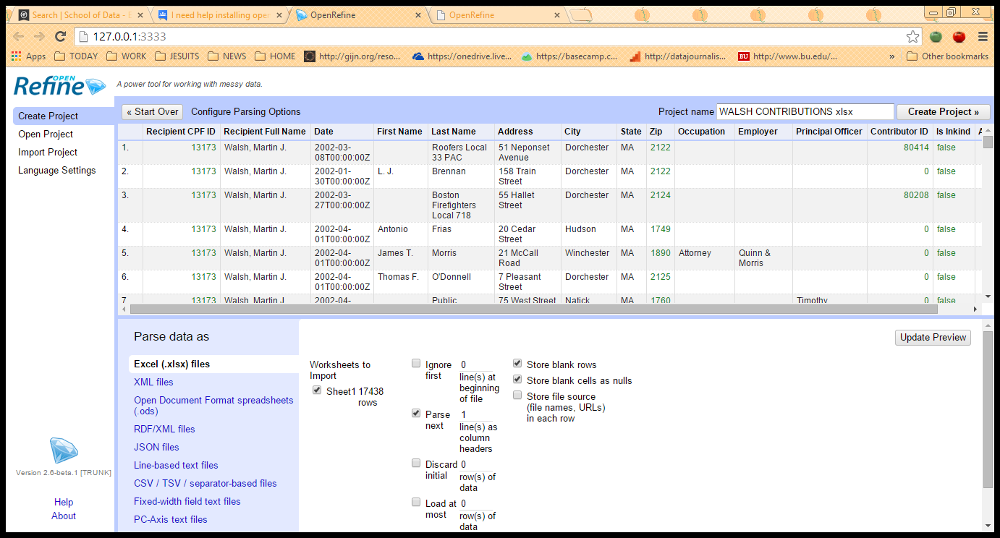 Search | School of Data - E
I need help installing open
OpenRefine
OpenRefine
127.0.0.1:3333
Apps TODAY WORK JESUITS NEWS HOME http://gijn.org/reso... https://onedrive.live... https://basecamp.c... http://datajournalis... BU http://www.bu.edu/... » Other bookmarks
OPEN
Refine
A power tool for working with messy data.
Create Project
Open Project
Import Project
Language Settings
« Start Over Configure Parsing Options Project name WALSH CONTRIBUTIONS xlsx Create Project »
Recipient CPF ID Recipient Full Name Date First Name Last Name Address City State Zip Occupation Employer Principal Officer Contributor ID Is Inkind A
1. 13173 Walsh, Martin J. 2002-03- Roofers Local 51 Neponset Dorchester MA 2122 80414 false
08T00:00:00Z 33 PAC Avenue
2. 13173 Walsh, Martin J. 2002-01- L. J. Brennan 158 Train Dorchester MA 2122 0 false
30T00:00:00Z Street
3. 13173 Walsh, Martin J. 2002-03- Boston 55 Hallet Dorchester MA 2124 80208 false
27T00:00:00Z Firefighters Street
Local 718
4. 13173 Walsh, Martin J. 2002-04- Antonio Frias 20 Cedar Hudson MA 1749 0 false
01T00:00:00Z Street
5. 13173 Walsh, Martin J. 2002-04- James T. Morris 21 McCall Winchester MA 1890 Attorney Quinn & 0 false
01T00:00:00Z Road Morris
6. 13173 Walsh, Martin J. 2002-04- Thomas F. O'Donnell 7 Pleasant Dorchester MA 2125 0 false
01T00:00:00Z Street
7 13173 Walsh, Martin J. 2002-04- Public 75 West Street Natick MA 1760 Timothy 0 false
Parse data as
Excel (.xlsx) files
XML files
Open Document Format spreadsheets
(.ods)
RDF/XML files
JSON files
Line-based text files
CSV / TSV / separator-based files
Fixed-width field text files
PC-Axis text files
Update Preview
Worksheets to
Import
Sheet1 17438
rows
Ignore first 0
line(s) at
beginning
of file
Parse next 1
line(s) as
column
headers
Discard initial 0
row(s) of
data
Load at most 0
row(s) of
data
Store blank rows
Store blank cells as nulls
Store file source
(file names, URLs)
in each row
Version 2.6-beta.1 [TRUNK]
Help
About